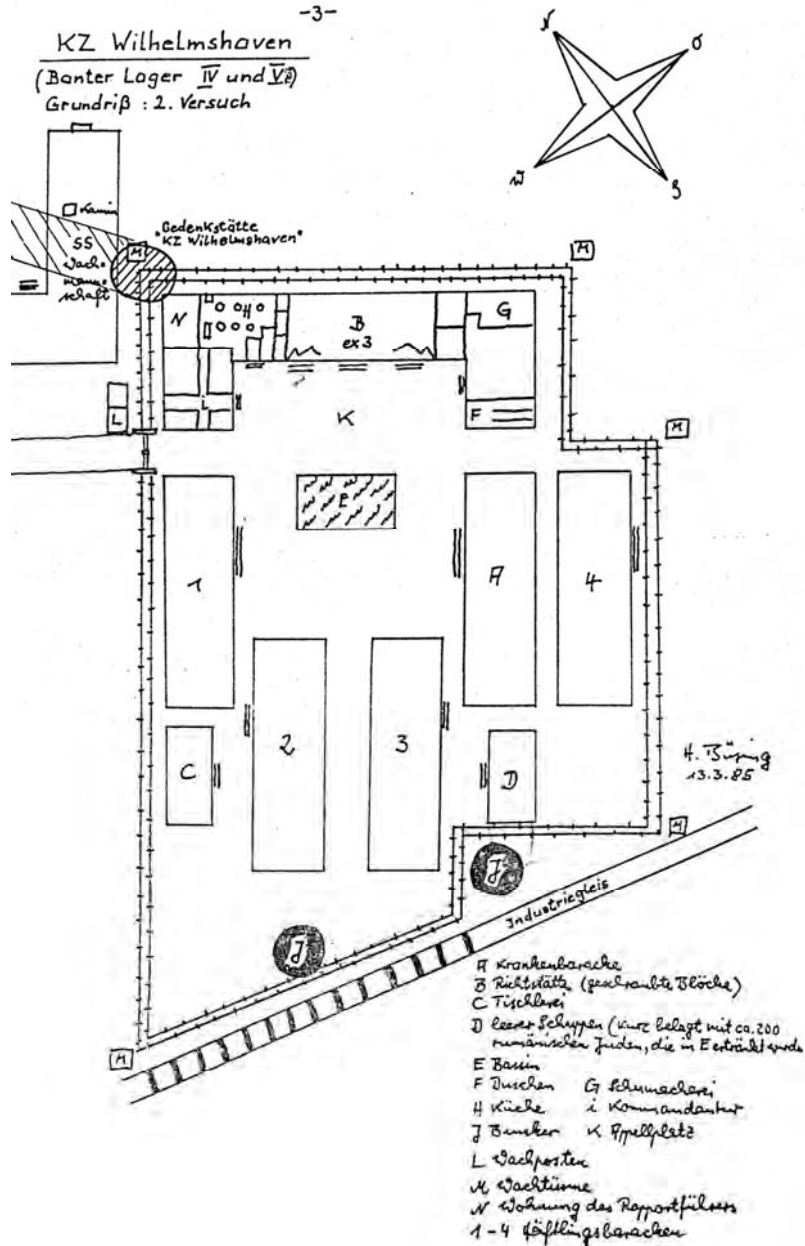 -3-
KZ Wilhelmshaven
(Banter Lager IV und V)
Grundriß : 2. Versuch
N
O
W
S
Kamin
SS
Wach-
mann-
schaft
M
"Gedenkstätte
KZ Wilhelmshaven"
M
N
H
B
ex 3
G
i
L
K
F
M
E
1
A
4
2
3
C
D
H. Büsing
13.3.85
M
J
Industriegleis
J
M
A Krankenbaracke
B Richtstätte (geschraubte Blöcke)
C Tischlerei
D leerer Schuppen (kurz belegt mit ca. 200
rumänischen Juden, die in E ertränkt wurde
E Bassin
F Duschen G Schumacherei
H Küche i Kommandantur
J Bunker K Appellplatz
L Wachposten
M Wachtürme
N Wohnung des Rapportführers
1-4 Häftlingsbaracken